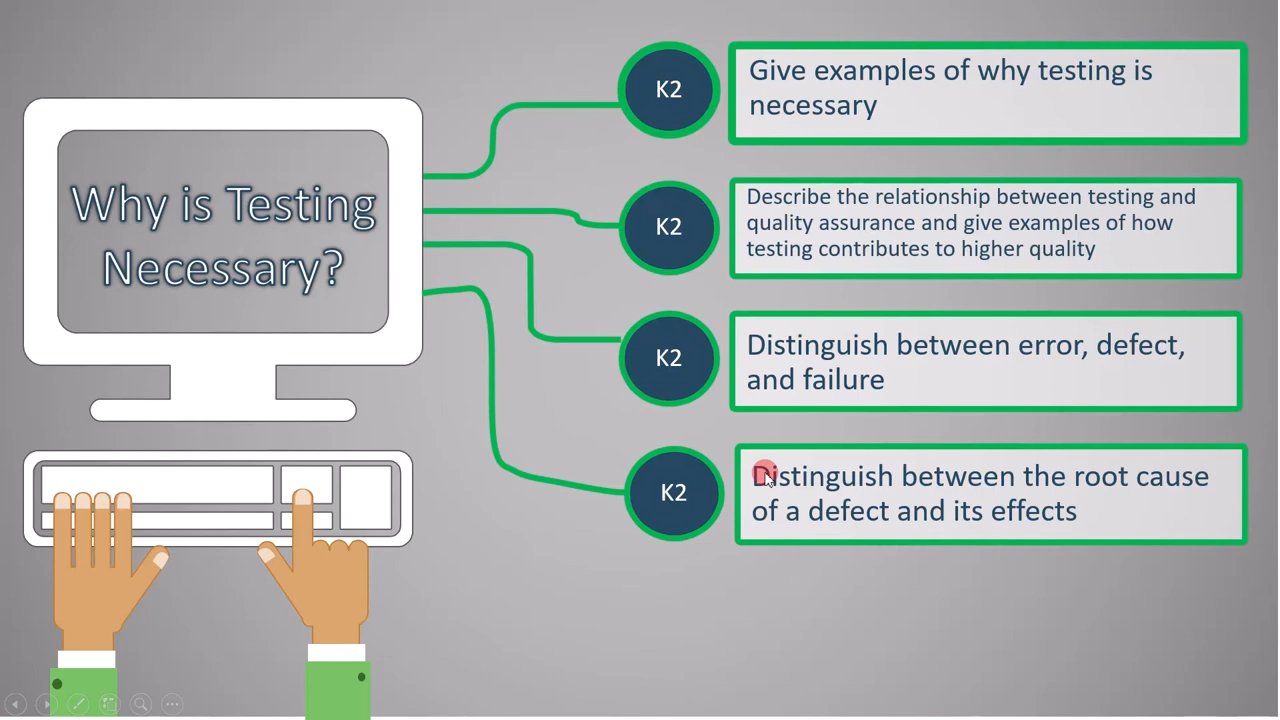 Why is Testing
Necessary?
K2
Give examples of why testing is
necessary
K2
Describe the relationship between testing and
quality assurance and give examples of how
testing contributes to higher quality
K2
Distinguish between error, defect,
and failure
K2
Distinguish between the root cause
of a defect and its effects